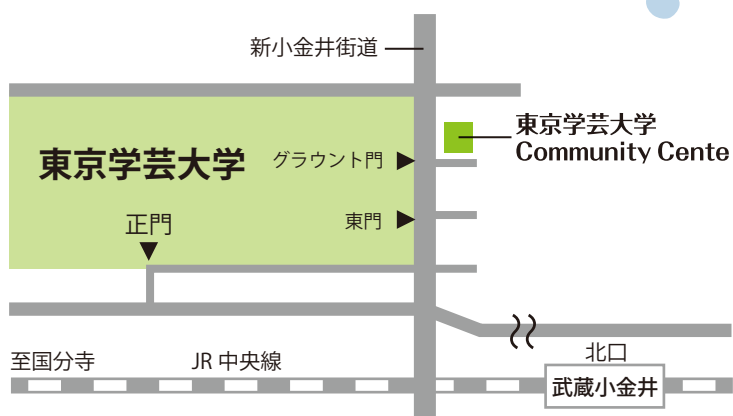 新小金井街道
東京学芸大学
Community Cente
東京学芸大学
グラウント門
東門
正門
至国分寺
JR 中央線
北口
武蔵小金井